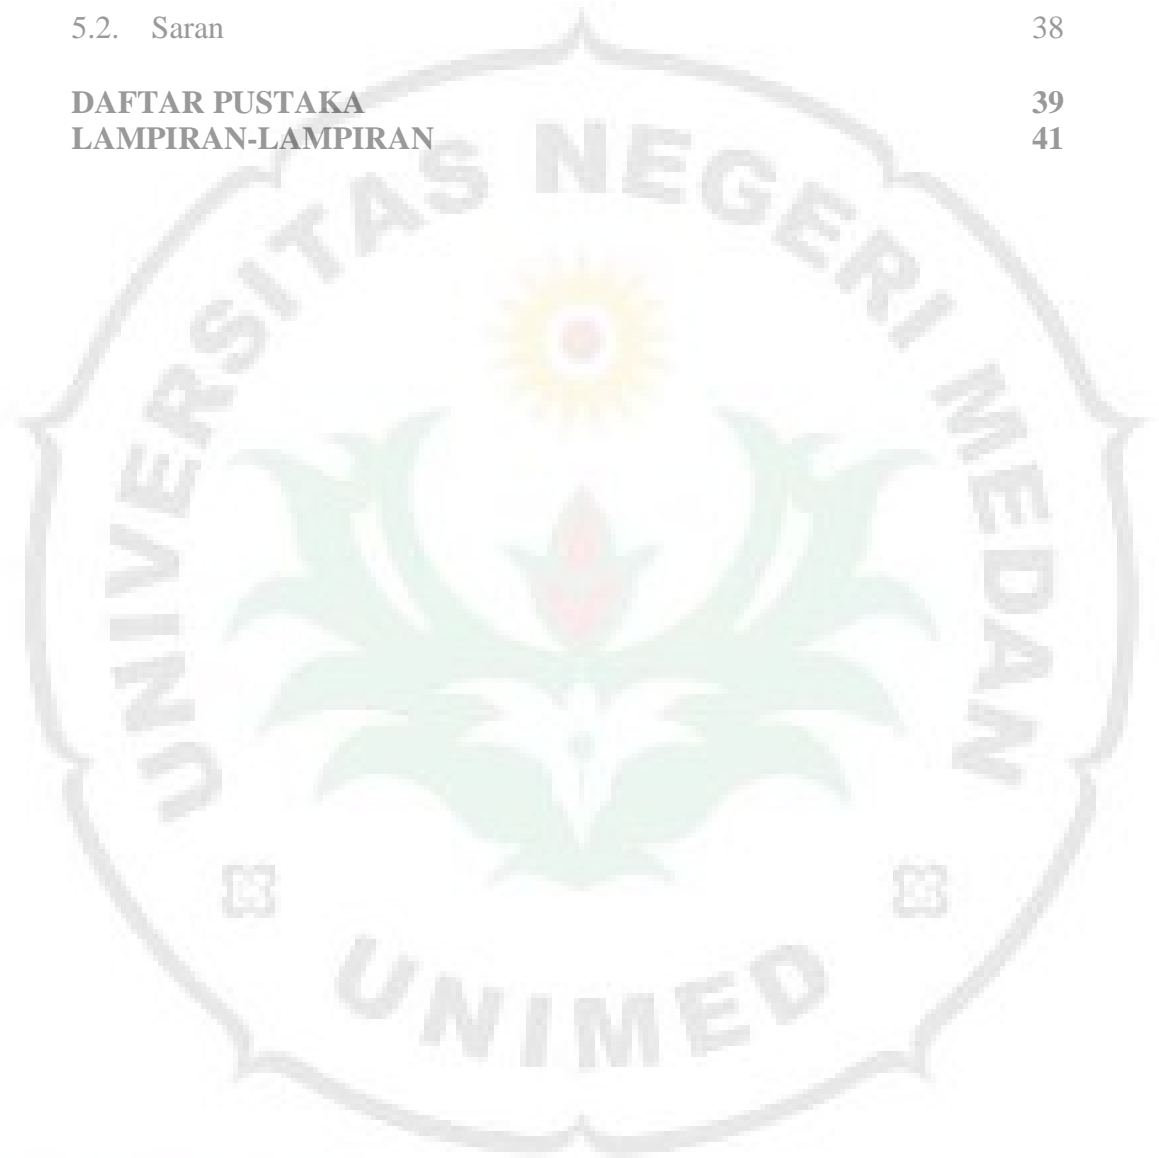 5.2. Saran 38
DAFTAR PUSTAKA 39
LAMPIRAN-LAMPIRAN 41
UNIVERSITAS NEGERI MEDAN
UNIMED